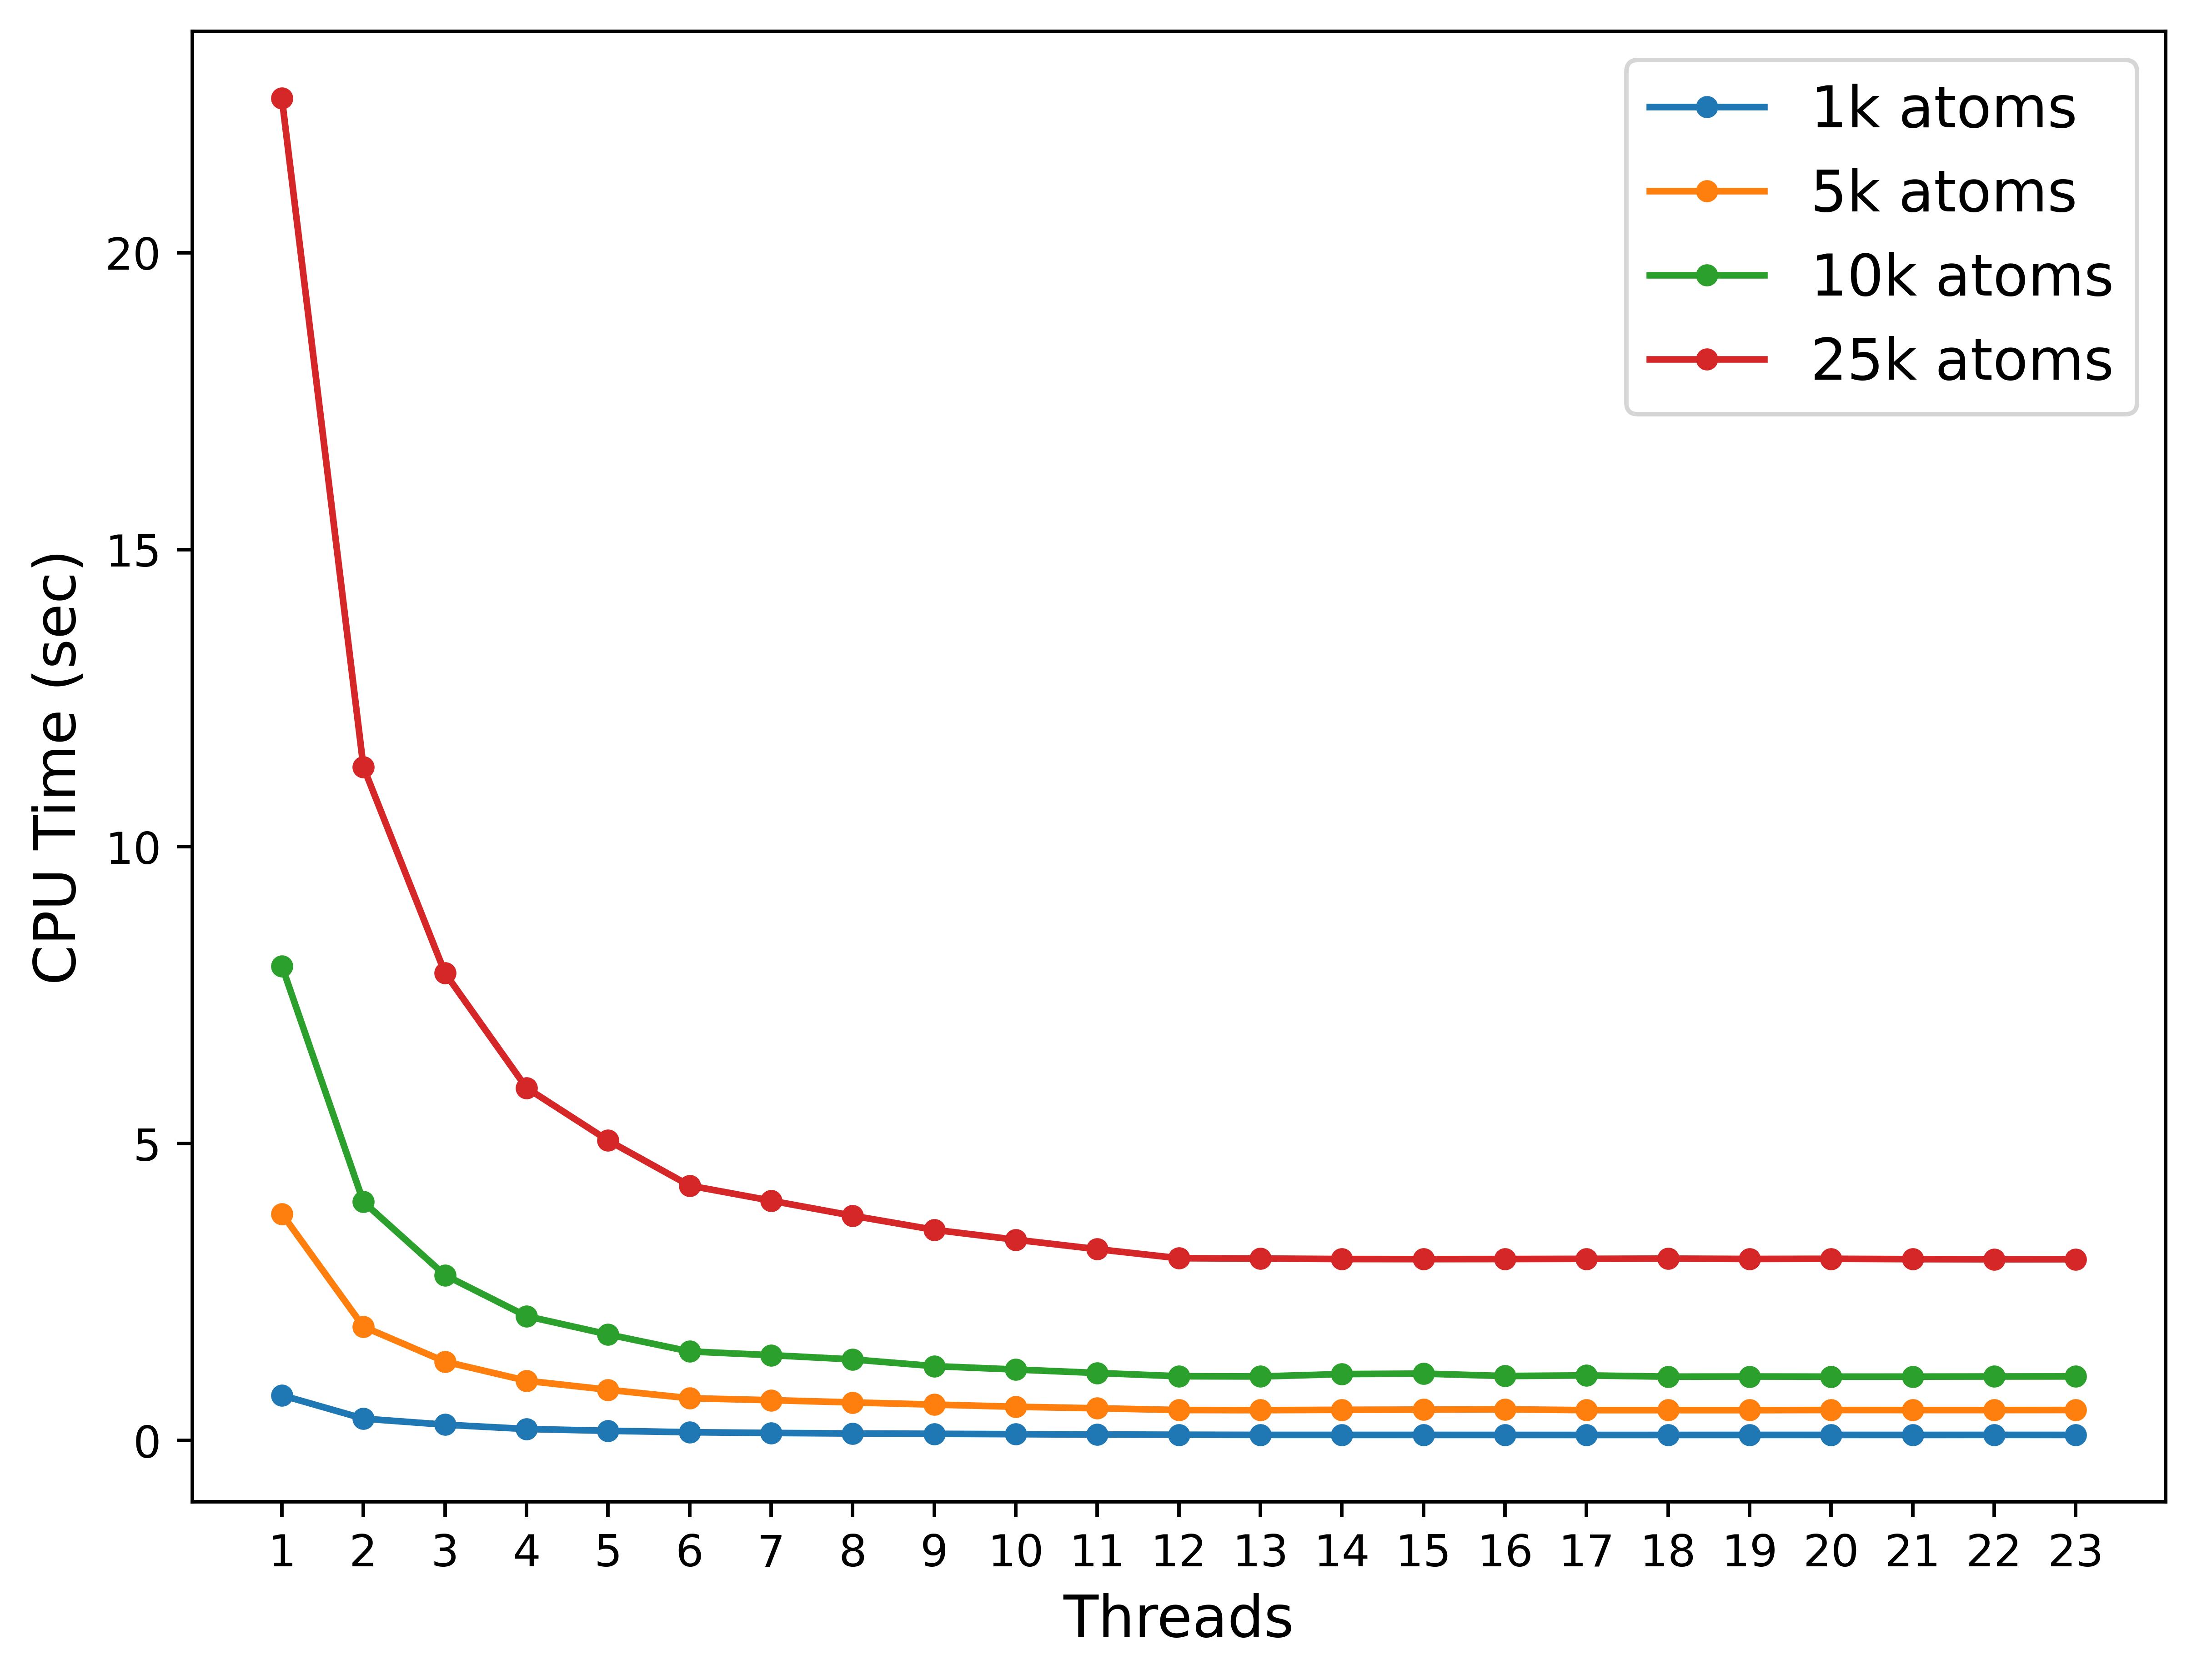 1k atoms
5k atoms
10k atoms
25k atoms
CPU Time (sec)
20
15
10
5
0
1 2 3 4 5 6 7 8 9 10 11 12 13 14 15 16 17 18 19 20 21 22 23
Threads